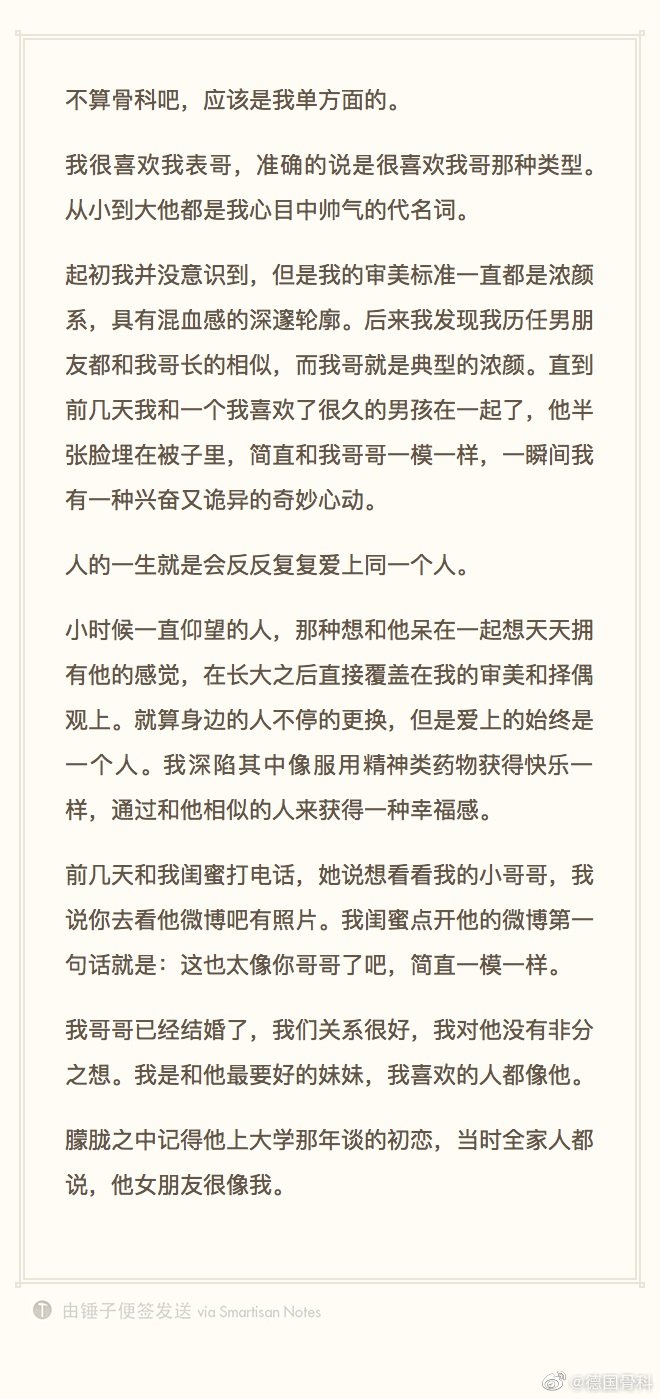 不算骨科吧，应该是我单方面的。
我很喜欢我表哥，准确的说是很喜欢我哥那种类型。
从小到大他都是我心目中帅气的代名词。
起初我并没意识到，但是我的审美标准一直都是浓颜
系，具有混血感的深邃轮廓。后来我发现我历任男朋
友都和我哥长的相似，而我哥就是典型的浓颜。直到
前几天我和一个我喜欢了很久的男孩在一起了，他半
张脸埋在被子里，简直和我哥哥一模一样，一瞬间我
有一种兴奋又诡异的奇妙心动。
人的一生就是会反反复复爱上同一个人。
小时候一直仰望的人，那种想和他呆在一起想天天拥
有他的感觉，在长大之后直接覆盖在我的审美和择偶
观上。就算身边的人不停的更换，但是爱上的始终是
一个人。我深陷其中像服用精神类药物获得快乐一
样，通过和他相似的人来获得一种幸福感。
前几天和我闺蜜打电话，她说想看看我的小哥哥，我
说你去看他微博吧有照片。我闺蜜点开他的微博第一
句话就是：这也太像你哥哥了吧，简直一模一样。
我哥哥已经结婚了，我们关系很好，我对他没有非分
之想。我是和他最要好的妹妹，我喜欢的人都像他。
朦胧之中记得他上大学那年谈的初恋，当时全家人都
说，他女朋友很像我。
T 由锤子便签发送 via Smartisan Notes
@德国骨科